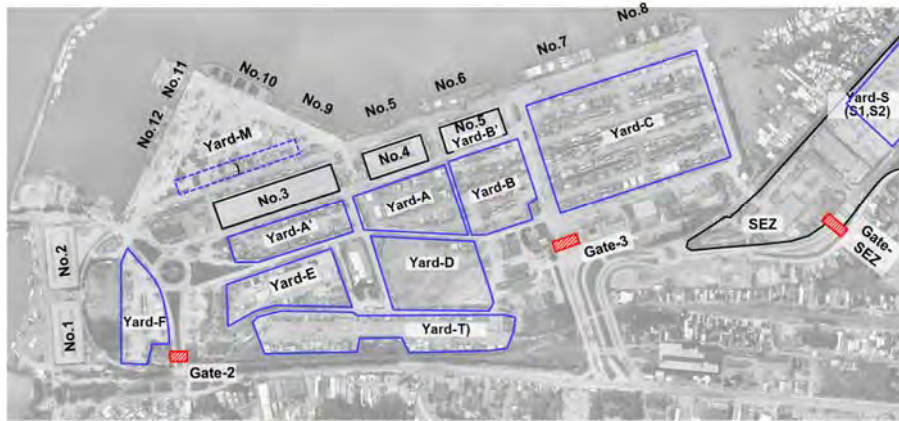 No.8
No.7
No.6
No.5
No.9
No.10
No.11
No.12
Yard-M
No.4
No.5
Yard-B'
Yard-C
Yard-S
(S1,S2)
No.3
Yard-A
Yard-B
Yard-A'
SEZ
Gate-
SEZ
Gate-3
No.2
Yard-D
Yard-E
No.1
Yard-F
Yard-T)
Gate-2